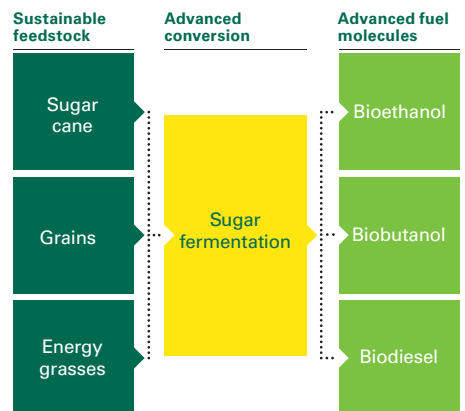 Sustainable
feedstock
Advanced
conversion
Advanced fuel
molecules
Sugar
cane
Grains
Energy
grasses
Sugar
fermentation
Bioethanol
Biobutanol
Biodiesel